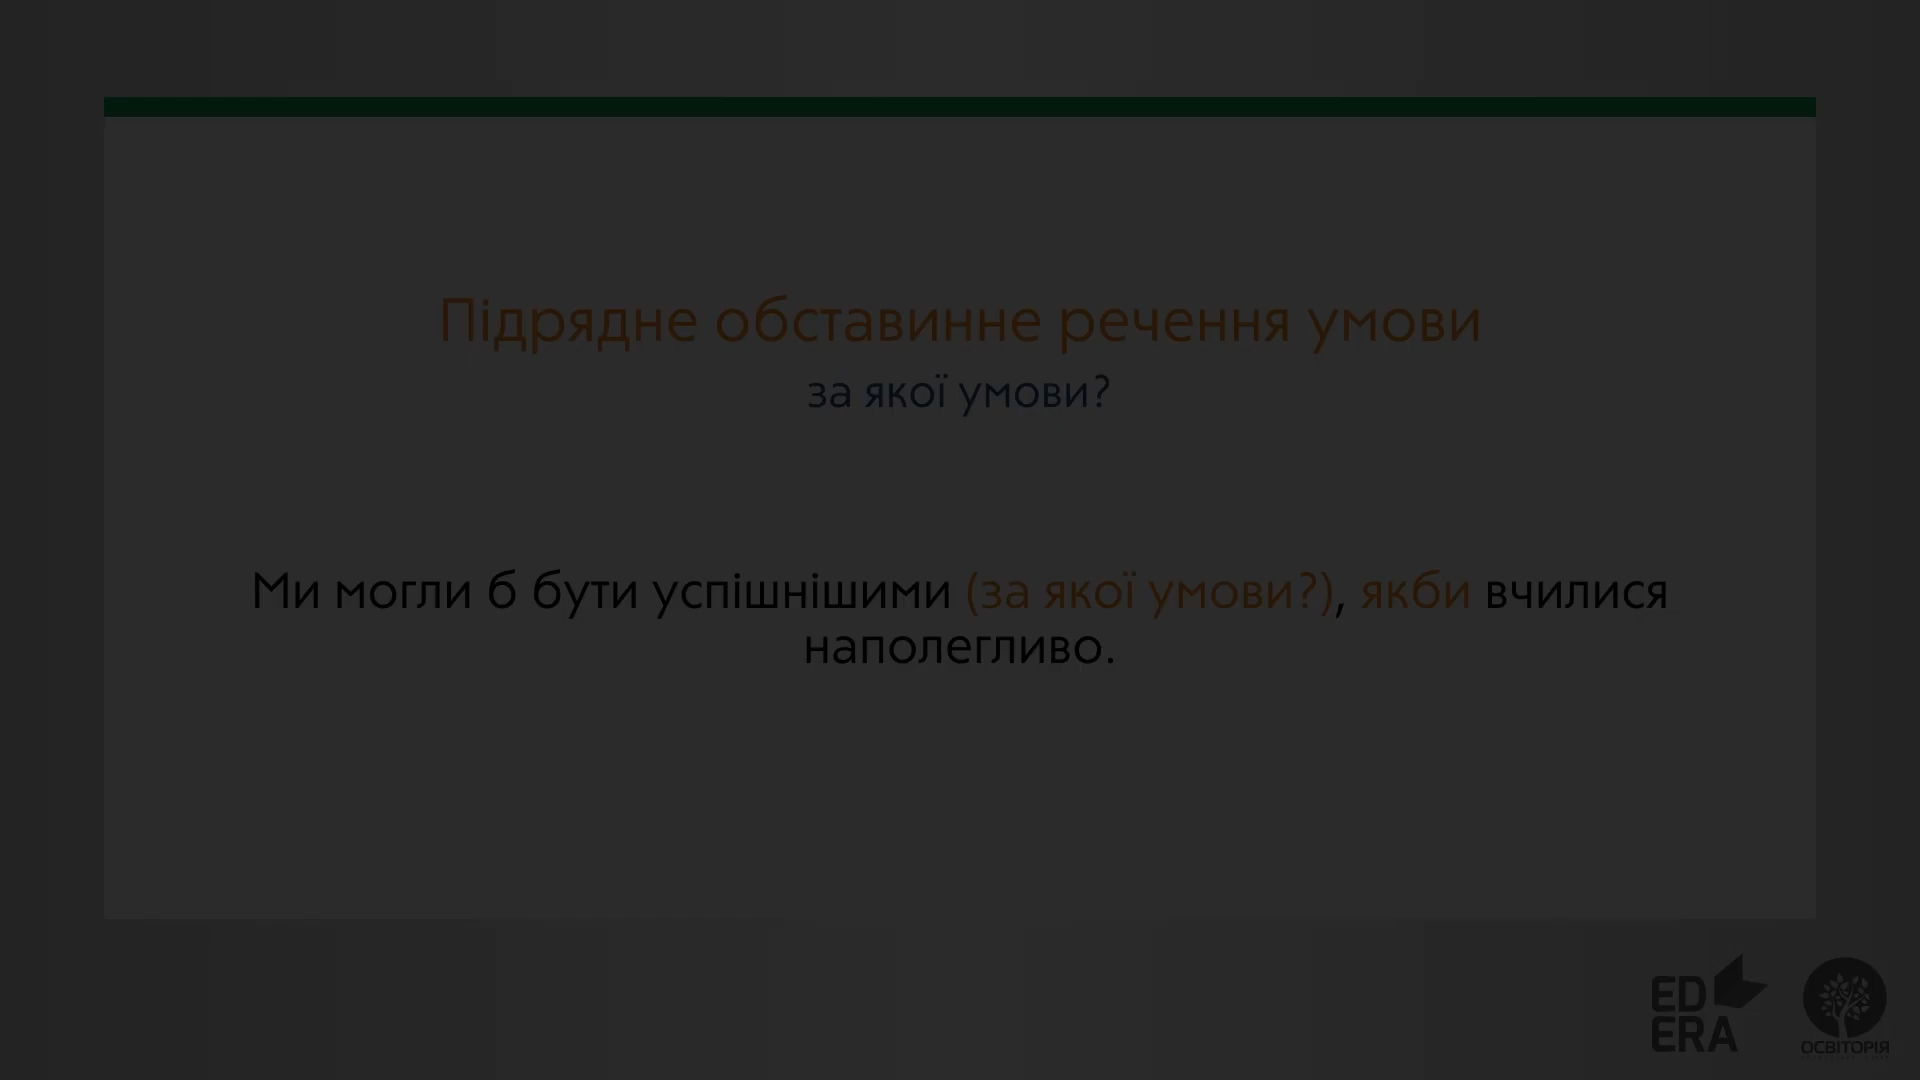 Підрядне обставинне речення умови
за якої умови?
Ми могли б бути успішнішими (за якої умови?), якби вчилися
наполегливо.
ED
ERA
ОСВІТОРІЯ